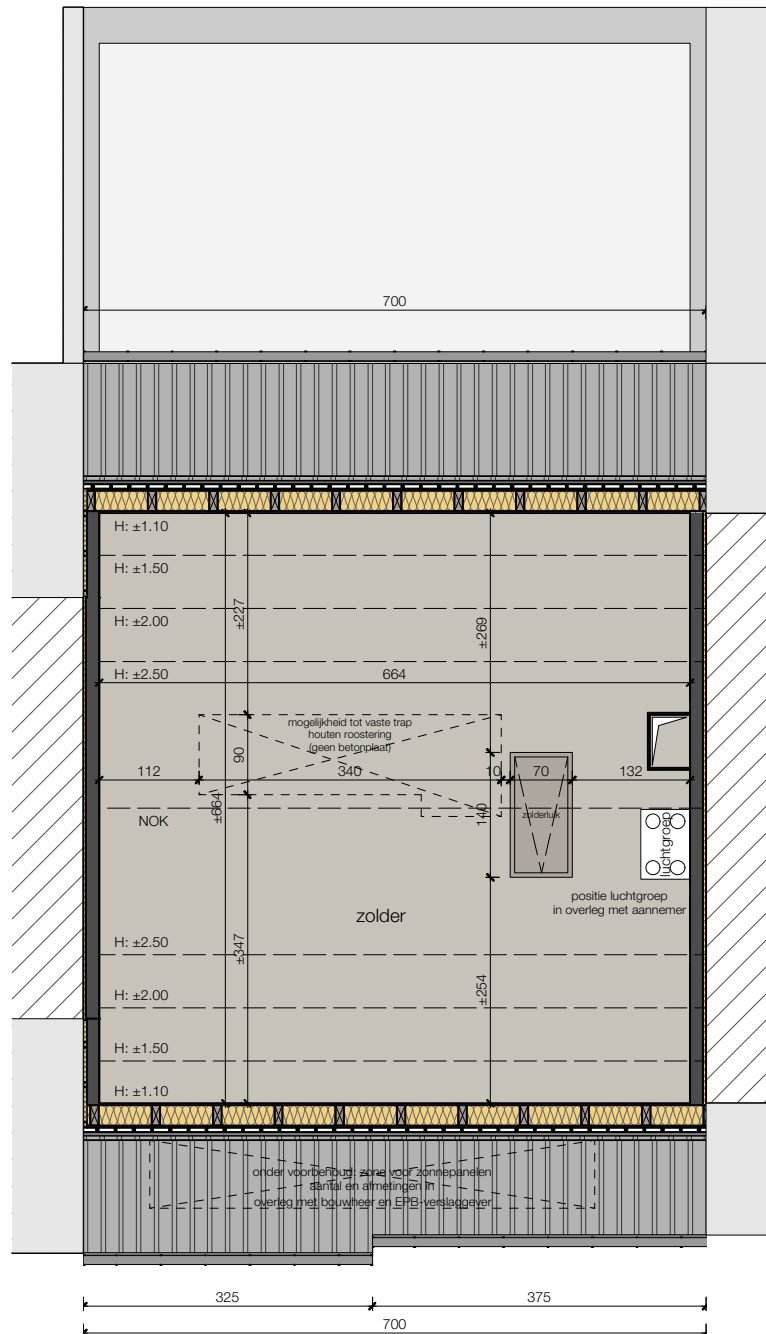 700
H: ±1.10
H: ±1.50
±227
H: ±2.00
±269
H: ±2.50
664
mogelijkheid tot vaste trap
houten roostering
(geen betonplaat)
90
112
340
10
70
132
±664
140
zolderluik
NOK
luchtgroep
positie luchtgroep
in overleg met aannemer
zolder
H: ±2.50
±347
±254
H: ±2.00
H: ±1.50
H: ±1.10
onder voorbehoud: zone voor zonnepanelen
aantal en afmetingen in
overleg met bouwheer en EPB-verslaggever
325
375
700